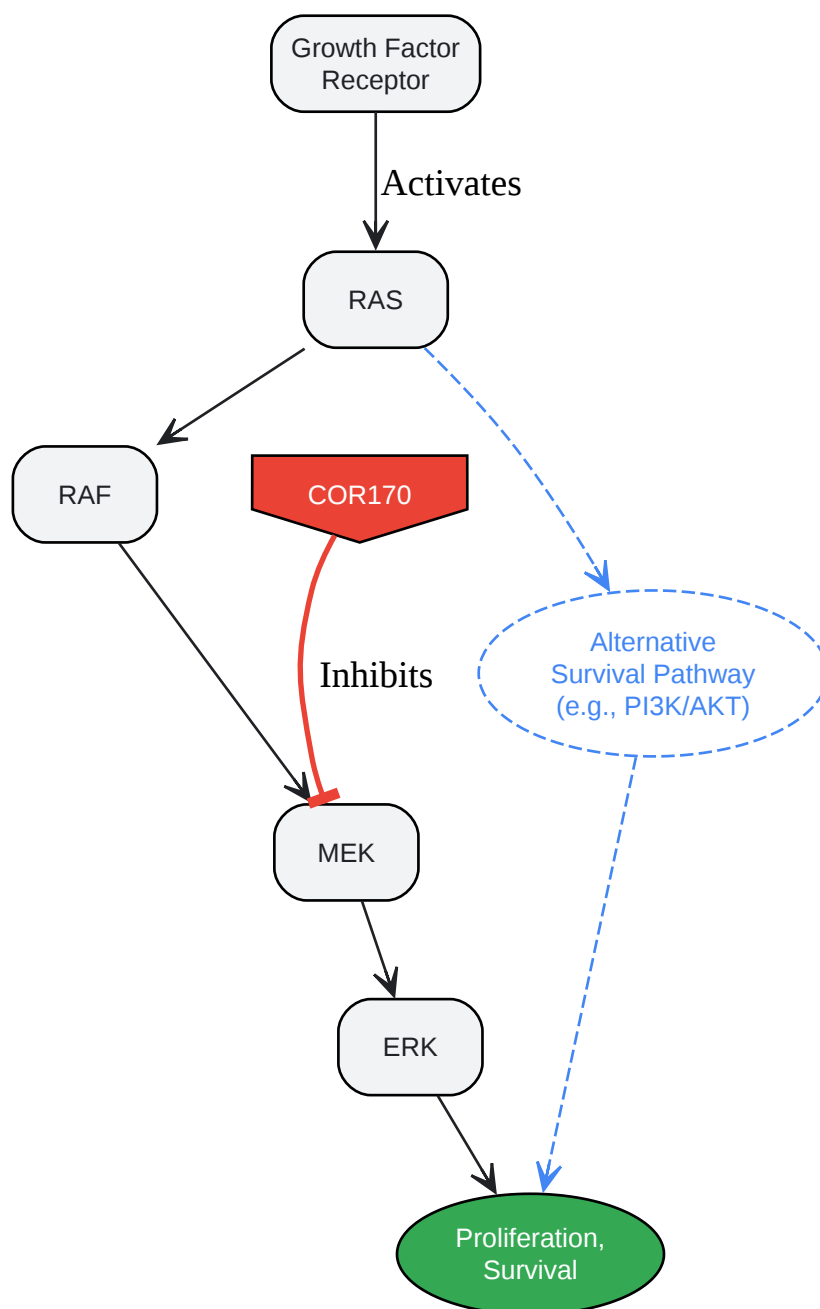 Growth Factor
Receptor
Activates
RAS
RAF
COR170
Inhibits
Alternative
Survival Pathway
(e.g., PI3K/AKT)
MEK
ERK
Proliferation,
Survival